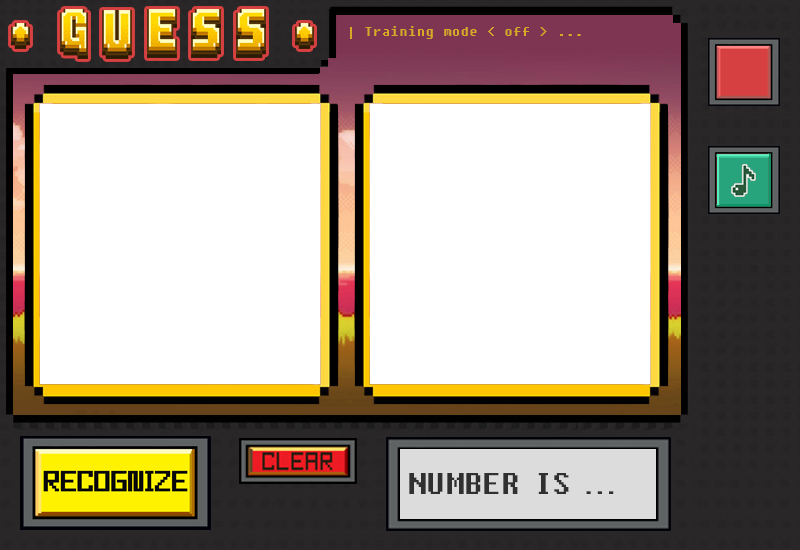 GUESS
| Training mode < off > ...
RECOGNIZE
CLEAR
NUMBER IS ...